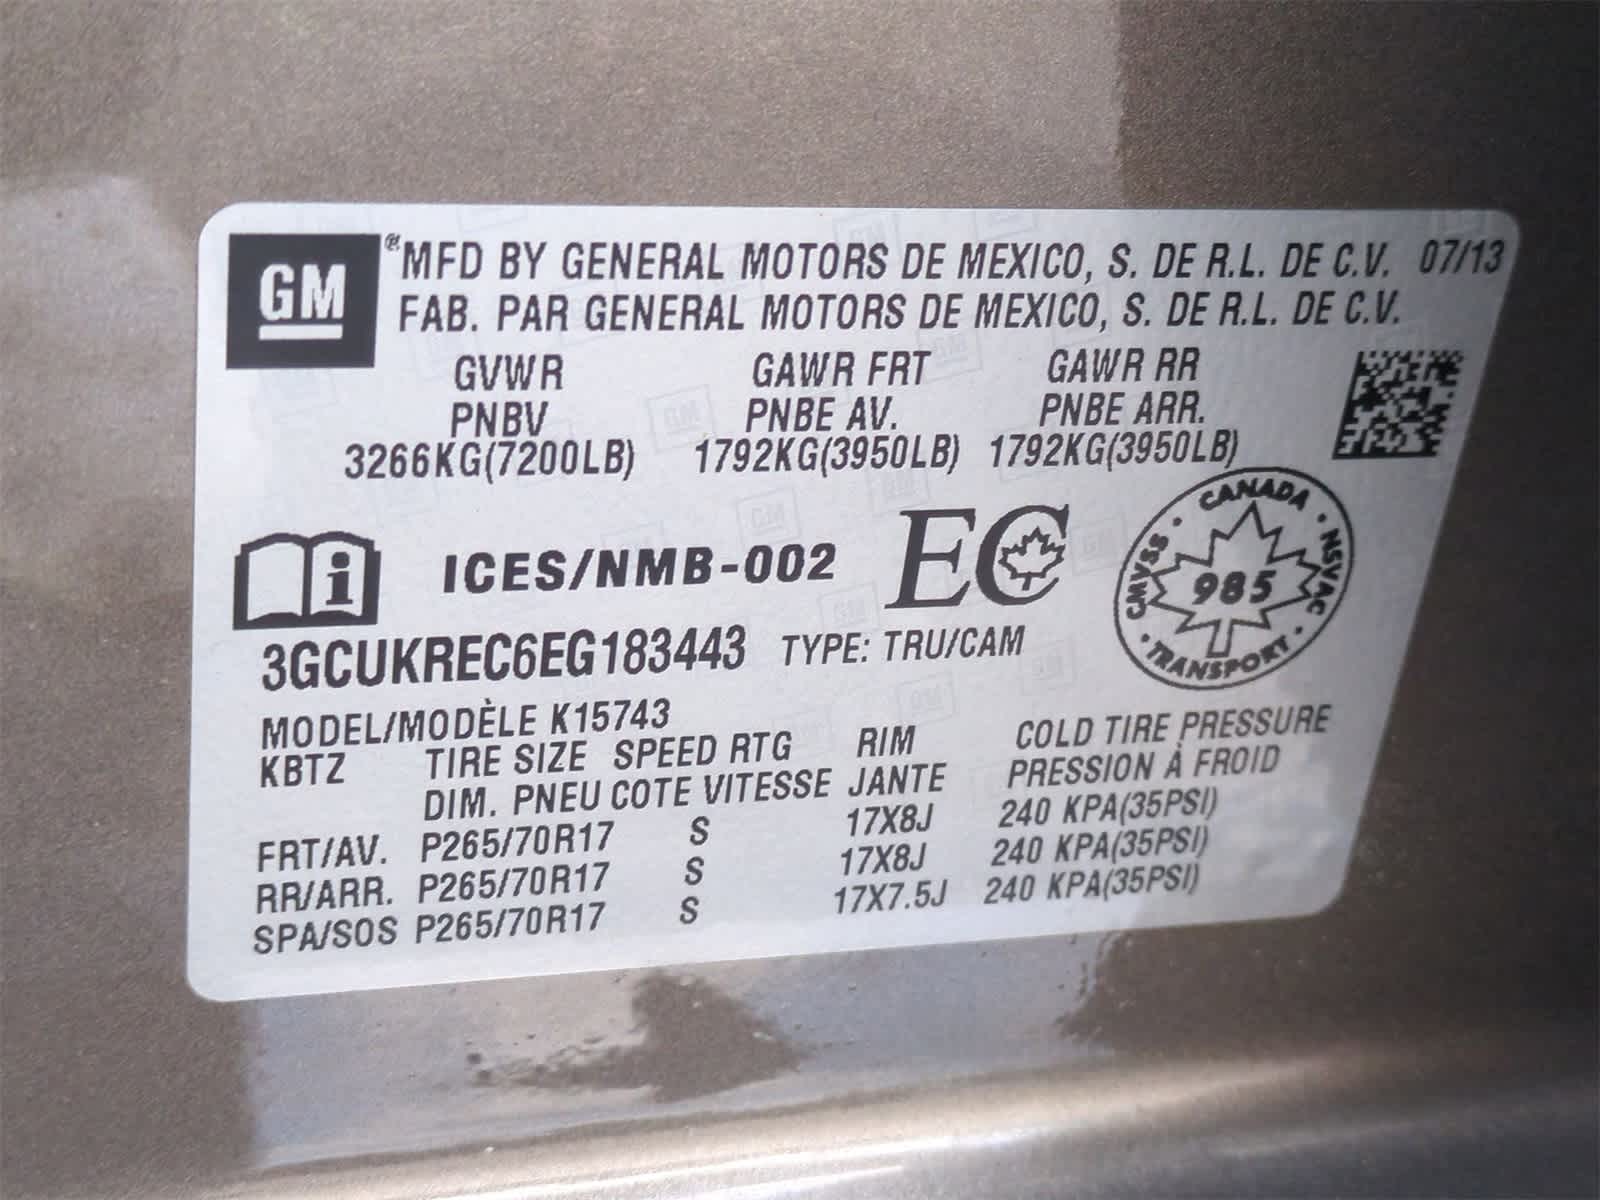 GM ® MFD BY GENERAL MOTORS DE MEXICO, S. DE R.L. DE C.V. 07/13
FAB. PAR GENERAL MOTORS DE MEXICO, S. DE R.L. DE C.V.
GVWR GAWR FRT GAWR RR
PNBV PNBE AV. PNBE ARR.
3266KG(7200LB) 1792KG(3950LB) 1792KG(3950LB)
i ICES/NMB-002 EC
CANADA · NSVAC · TRANSPORT · CMVSS ·
985
3GCUKREC6EG183443 TYPE: TRU/CAM
MODEL/MODÈLE K15743
KBTZ TIRE SIZE SPEED RTG RIM COLD TIRE PRESSURE
DIM. PNEU COTE VITESSE JANTE PRESSION À FROID
FRT/AV. P265/70R17 S 17X8J 240 KPA(35PSI)
RR/ARR. P265/70R17 S 17X8J 240 KPA(35PSI)
SPA/SOS P265/70R17 S 17X7.5J 240 KPA(35PSI)